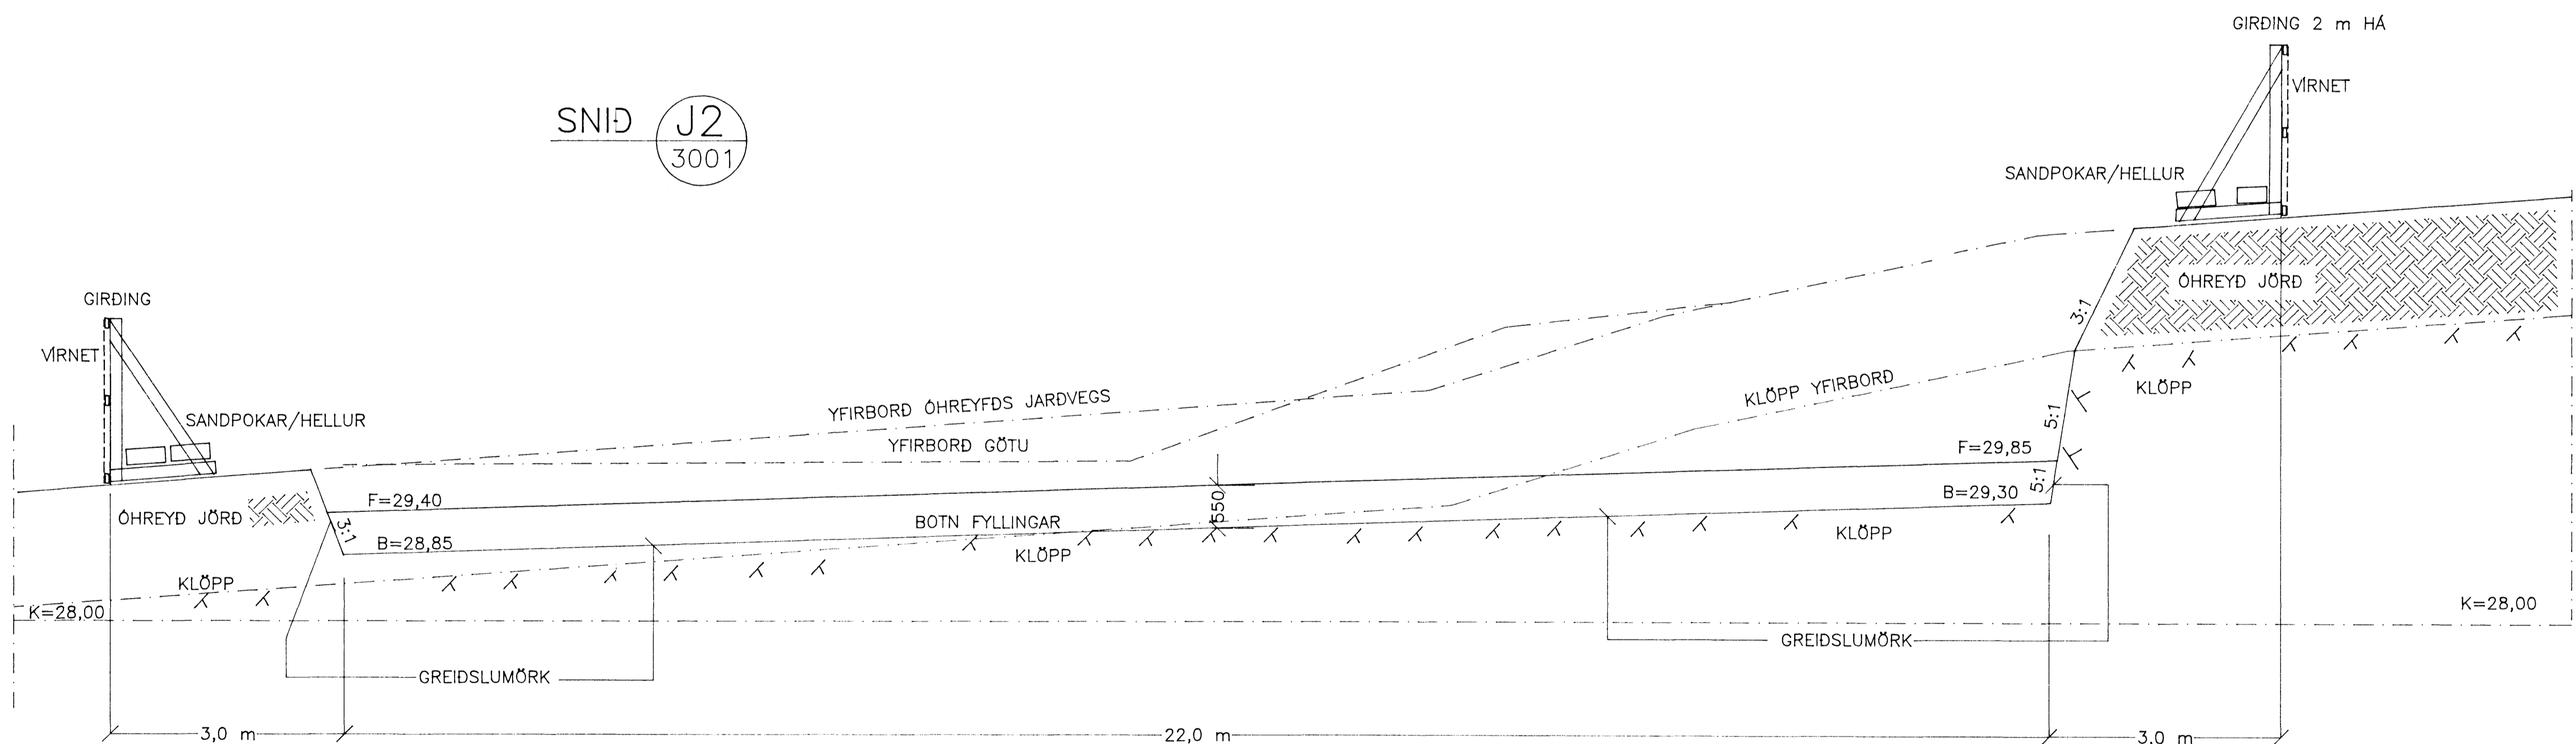 GIRÐING 2 m HÁ
VÍRNET
SNIÐ J2
3001
SANDPOKAR/HELLUR
ÓHREYÐ JÖRÐ
GIRÐING
3:1
VÍRNET
KLÖPP
KLÖPP YFIRBORÐ
YFIRBORÐ ÓHREYFÐS JARÐVEGS
SANDPOKAR/HELLUR
5:1
YFIRBORÐ GÖTU
F=29,85
5:1
F=29,40
B=29,30
550
ÓHREYÐ JÖRÐ
3:1
BOTN FYLLINGAR
B=28,85
KLÖPP
KLÖPP
KLÖPP
K=28,00
K=28,00
GREIÐSLUMÖRK
GREIÐSLUMÖRK
3,0 m
22,0 m
3,0 m